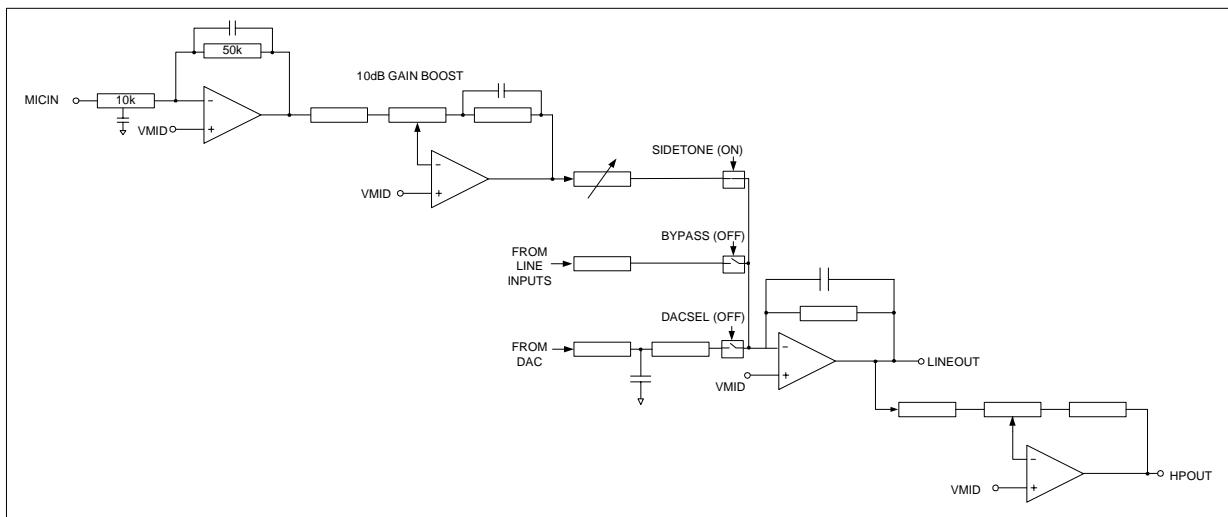 50k
10dB GAIN BOOST
MICIN
10k
VMID
SIDETONE (ON)
VMID
BYPASS (OFF)
FROM
LINE
INPUTS
DACSEL (OFF)
FROM
DAC
LINEOUT
VMID
HPOUT
VMID